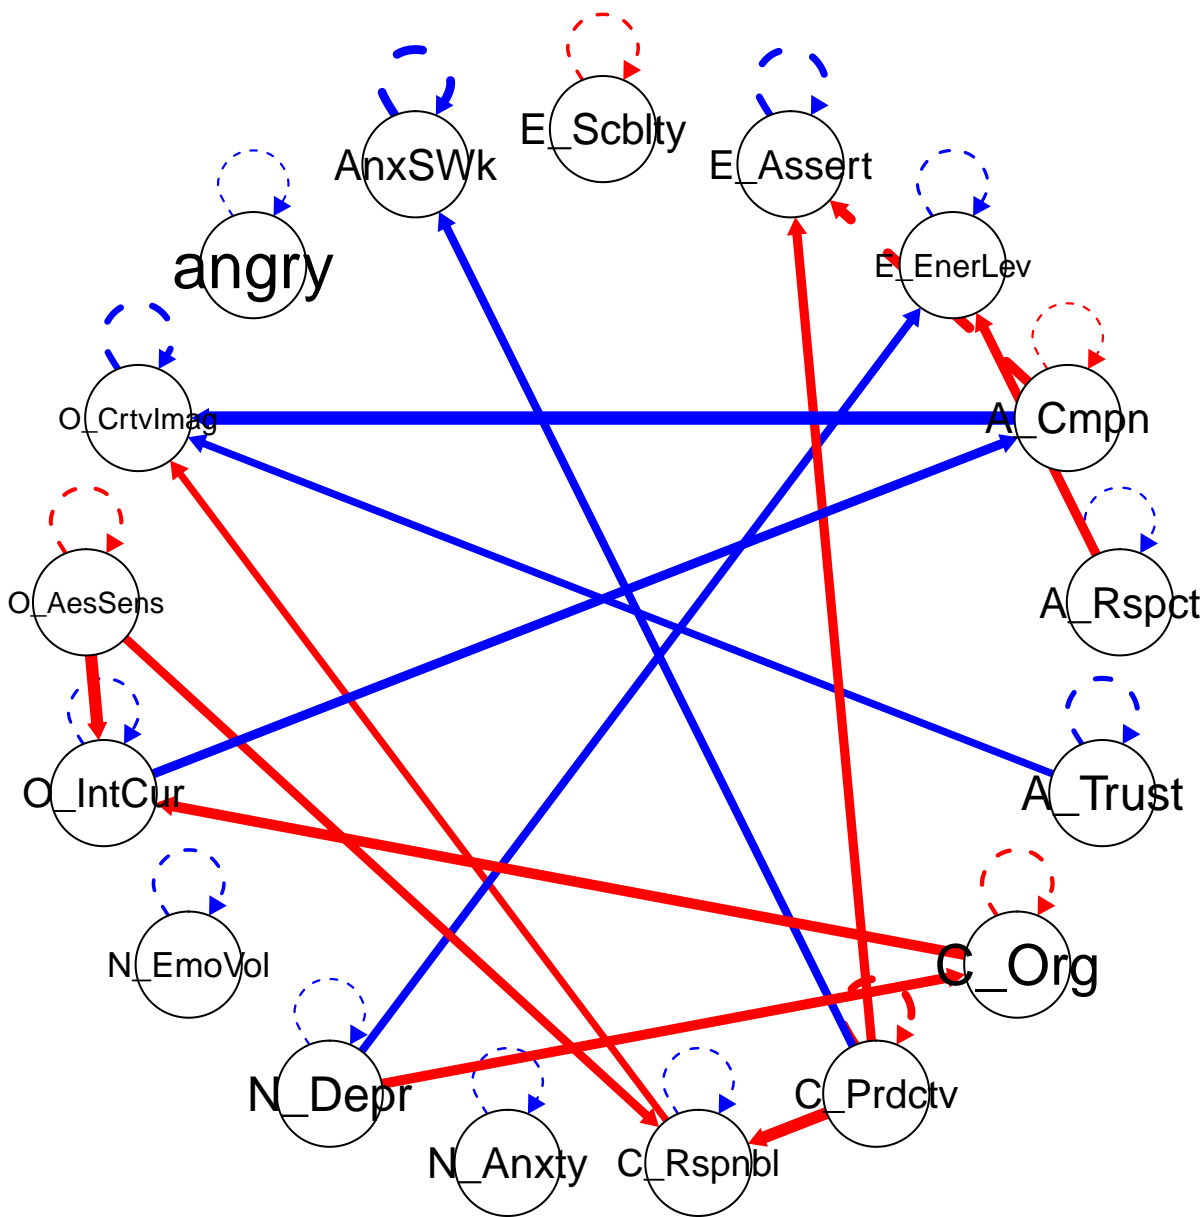 E_Scblty
AnxSWk
E_Assert
angry
E_EnerLev
O_CrtvImag
A_Cmpn
O_AesSens
A_Rspct
O_IntCur
A_Trust
N_EmoVol
C_Org
N_Depr
C_Prdctv
N_Anxty
C_Rspnbl